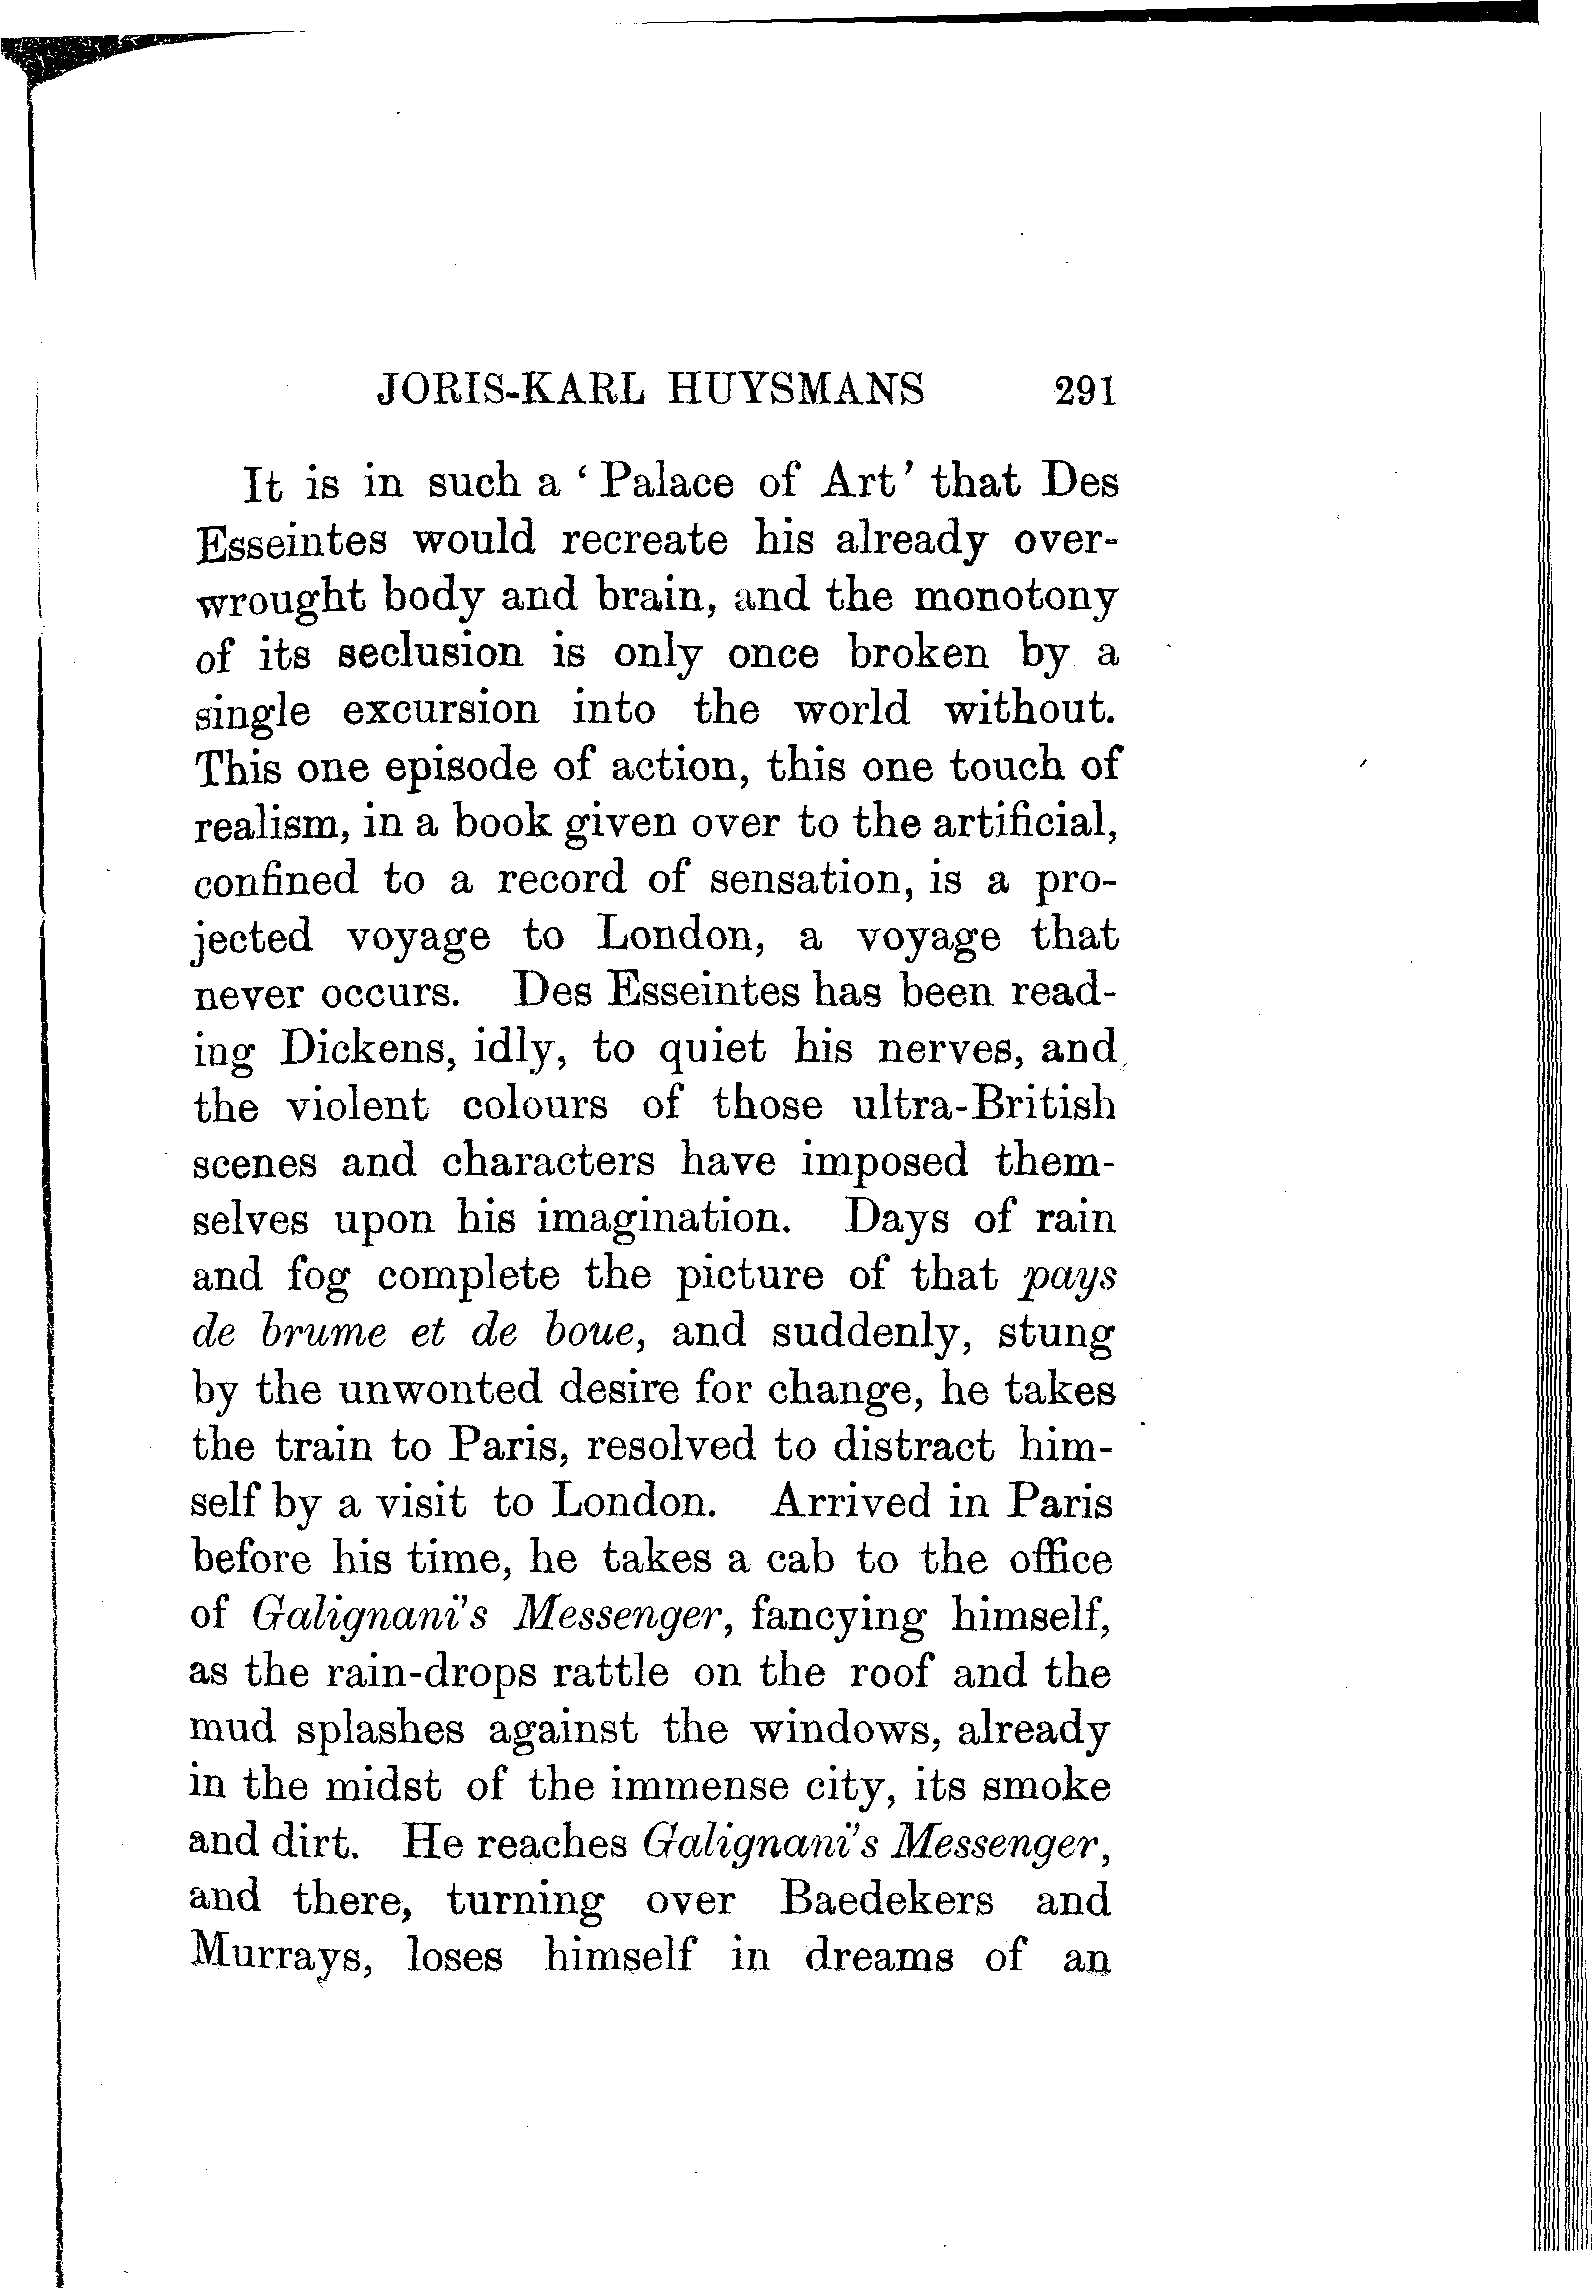 JORIS-KARL HUYSMANS 291
It is in such a ‘Palace of Art’ that Des
Esseintes would recreate his already over-
wrought body and brain, and the monotony
of its seclusion is only once broken by a
single excursion into the world without.
This one episode of action, this one touch of
realism, in a book given over to the artificial,
confined to a record of sensation, is a pro-
jected voyage to London, a voyage that
never occurs. Des Esseintes has been read-
ing Dickens, idly, to quiet his nerves, and
the violent colours of those ultra-British
scenes and characters have imposed them-
selves upon his imagination. Days of rain
and fog complete the picture of that pays
de brume et de boue, and suddenly, stung
by the unwonted desire for change, he takes
the train to Paris, resolved to distract him-
self by a visit to London. Arrived in Paris
before his time, he takes a cab to the office
of Galignani's Messenger, fancying himself,
as the rain-drops rattle on the roof and the
mud splashes against the windows, already
in the midst of the immense city, its smoke
and dirt. He reaches Galignani's Messenger,
and there, turning over Baedekers and
Murrays, loses himself in dreams of an